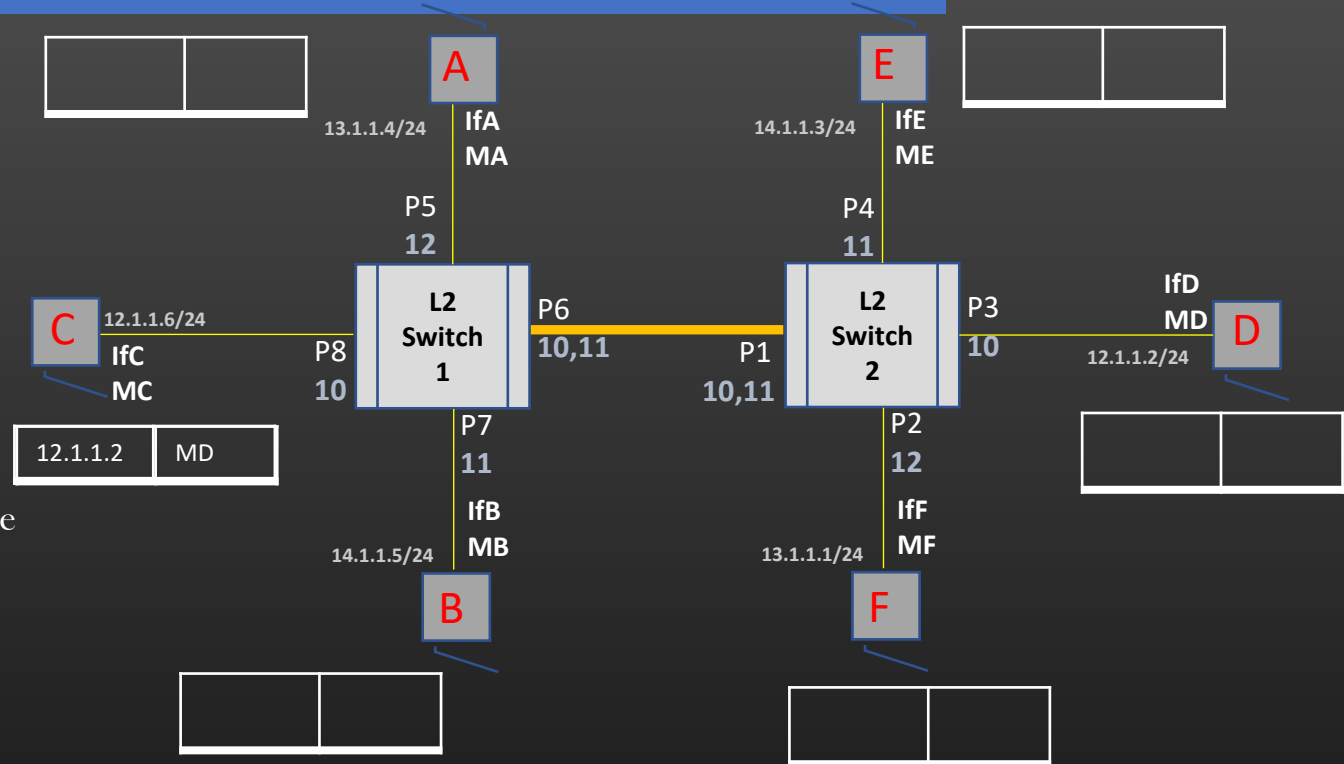 A
E
13.1.1.4/24
IfA
MA
14.1.1.3/24
IfE
ME
P5
12
P4
11
C
12.1.1.6/24
IfC
MC
P8
10
L2
Switch
1
P6
10,11
P1
10,11
L2
Switch
2
P3
10
IfD
MD
12.1.1.2/24
D
12.1.1.2 MD
P7
11
P2
12
e
14.1.1.5/24
IfB
MB
13.1.1.1/24
IfF
MF
B
F